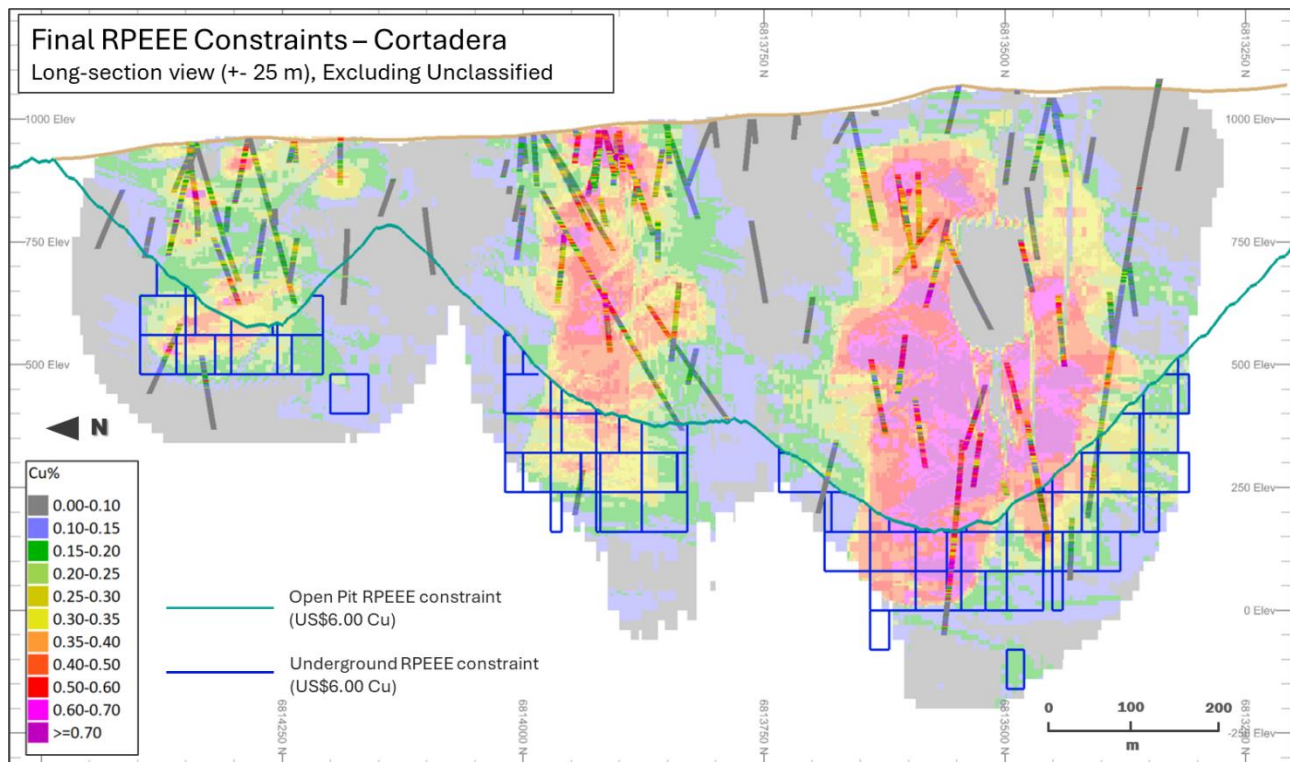 Final RPEEE Constraints – Cortadera
Long-section view (+- 25 m), Excluding Unclassified
6813750 N
6813500 N
6813250 N
1000 Elev
1000 Elev
750 Elev
750 Elev
500 Elev
500 Elev
N
Cu%
0.00-0.10
0.10-0.15
0.15-0.20
0.20-0.25
0.25-0.30
0.30-0.35
0.35-0.40
0.40-0.50
0.50-0.60
0.60-0.70
>=0.70
Open Pit RPEEE constraint
(US$6.00 Cu)
Underground RPEEE constraint
(US$6.00 Cu)
250 Elev
0 Elev
-250 Elev
0 100 200
m
6814250 N
6814000 N
6813750 N
6813500 N
6813250 N